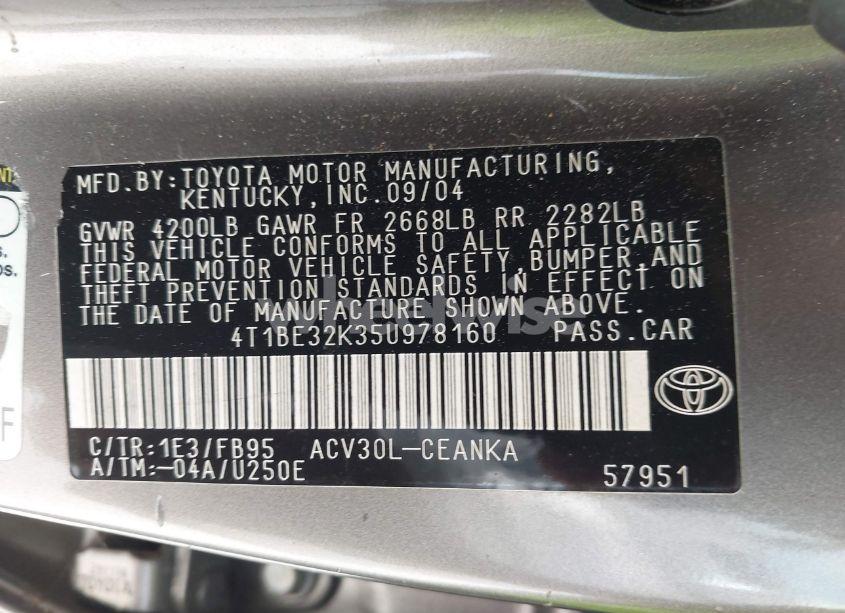 MFD.BY:TOYOTA MOTOR MANUFACTURING,
KENTUCKY,INC.09/04
GVWR 4200LB GAWR FR 2668LB RR 2282LB
THIS VEHICLE CONFORMS TO ALL APPLICABLE
FEDERAL MOTOR VEHICLE SAFETY,BUMPER,AND
THEFT PREVENTION STANDARDS IN EFFECT ON
THE DATE OF MANUFACTURE SHOWN ABOVE.
4T1BE32K35U978160 PASS.CAR
C/TR:1E3/FB95 ACV30L-CEANKA
A/TM:-04A/U250E
57951